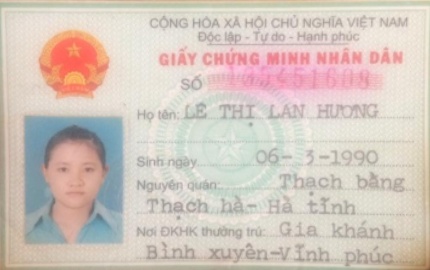 CỘNG HÒA XÃ HỘI CHỦ NGHĨA VIỆT NAM
Độc lập - Tự do - Hạnh phúc
GIẤY CHỨNG MINH NHÂN DÂN
SỐ
Họ tên: LÊ THỊ LAN HƯƠNG
Sinh ngày 06- 3-1990
Nguyên quán: Thạch bằng
Thạch hà- Hà tĩnh
Nơi ĐKHK thường trú: Gia khánh
Bình xuyên-Vĩnh phúc